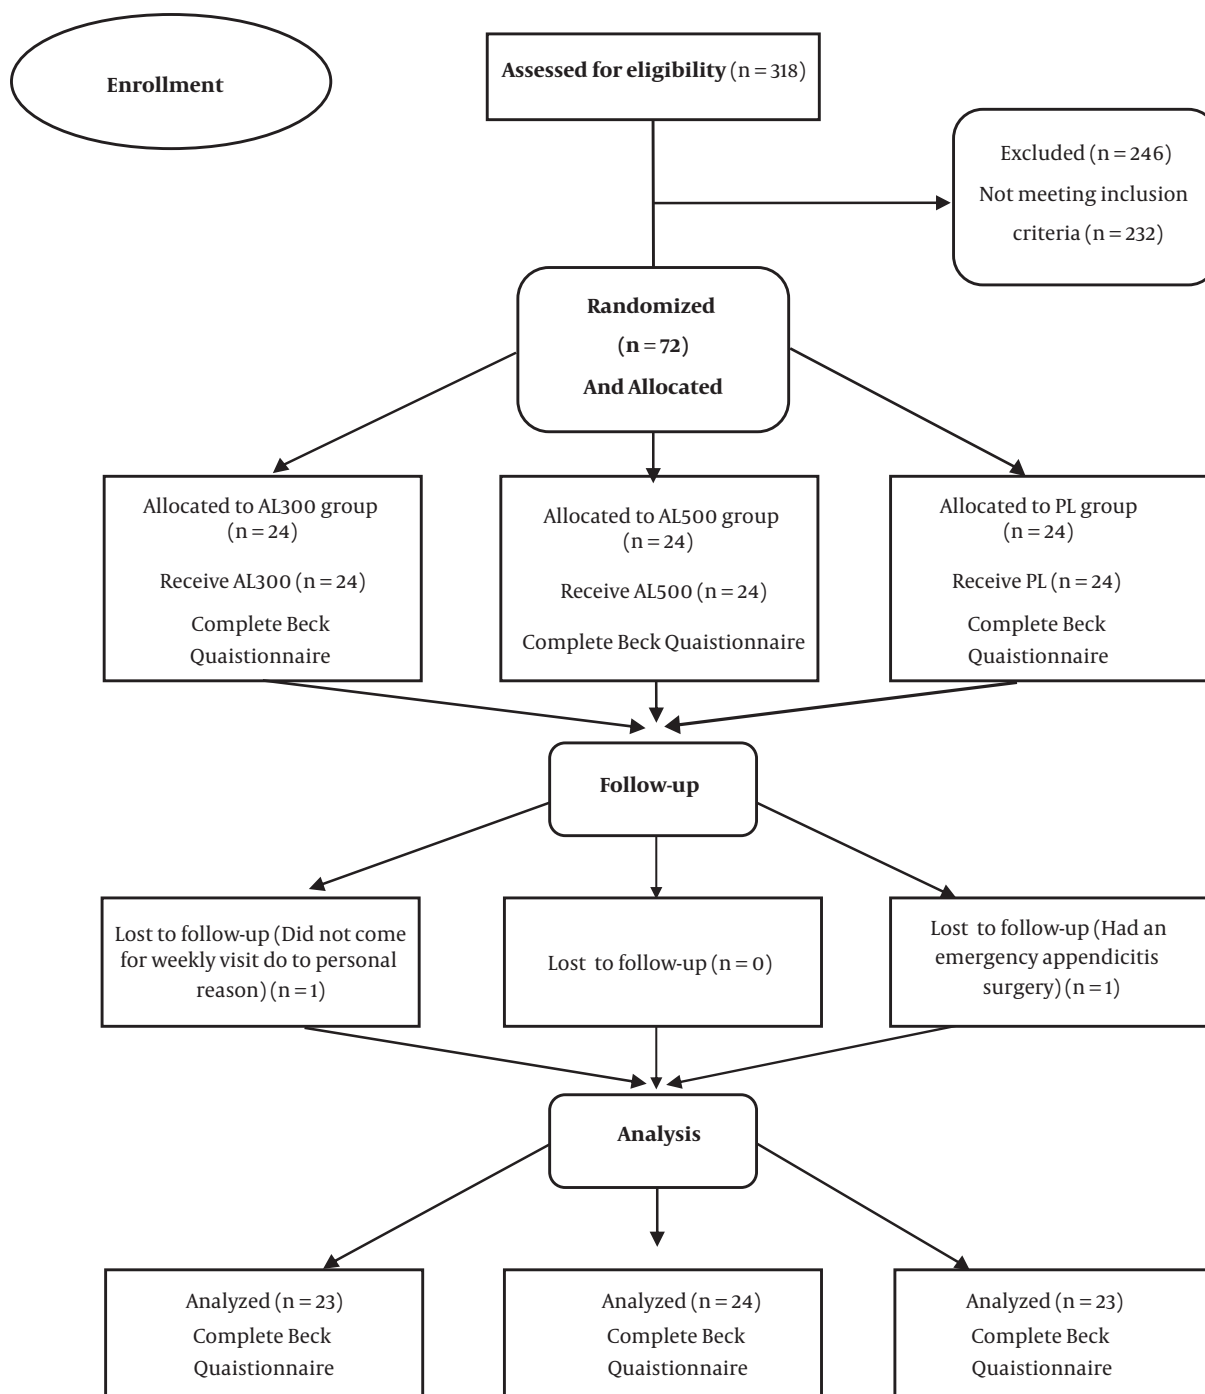 Enrollment
Assessed for eligibility (n = 318)
Excluded (n = 246)
Not meeting inclusion
criteria (n = 232)
Randomized
(n = 72)
And Allocated
Allocated to AL300 group
(n = 24)
Receive AL300 (n = 24)
Complete Beck
Quaistionnaire
Allocated to AL500 group
(n = 24)
Receive AL500 (n = 24)
Complete Beck Quaistionnaire
Allocated to PL group
(n = 24)
Receive PL (n = 24)
Complete Beck
Quaistionnaire
Follow-up
Lost to follow-up (Did not come
for weekly visit do to personal
reason) (n = 1)
Lost to follow-up (n = 0)
Lost to follow-up (Had an
emergency appendicitis
surgery) (n = 1)
Analysis
Analyzed (n = 23)
Complete Beck
Quaistionnaire
Analyzed (n = 24)
Complete Beck
Quaistionnaire
Analyzed (n = 23)
Complete Beck
Quaistionnaire